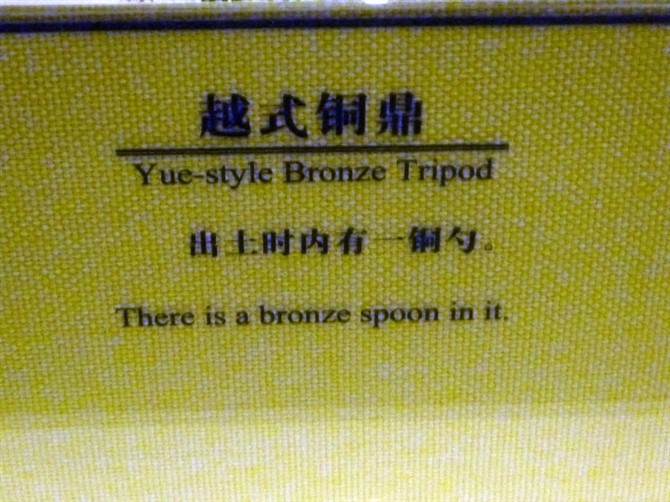 越式铜鼎
Yue-style Bronze Tripod
出土时内有一铜勺。
There is a bronze spoon in it.